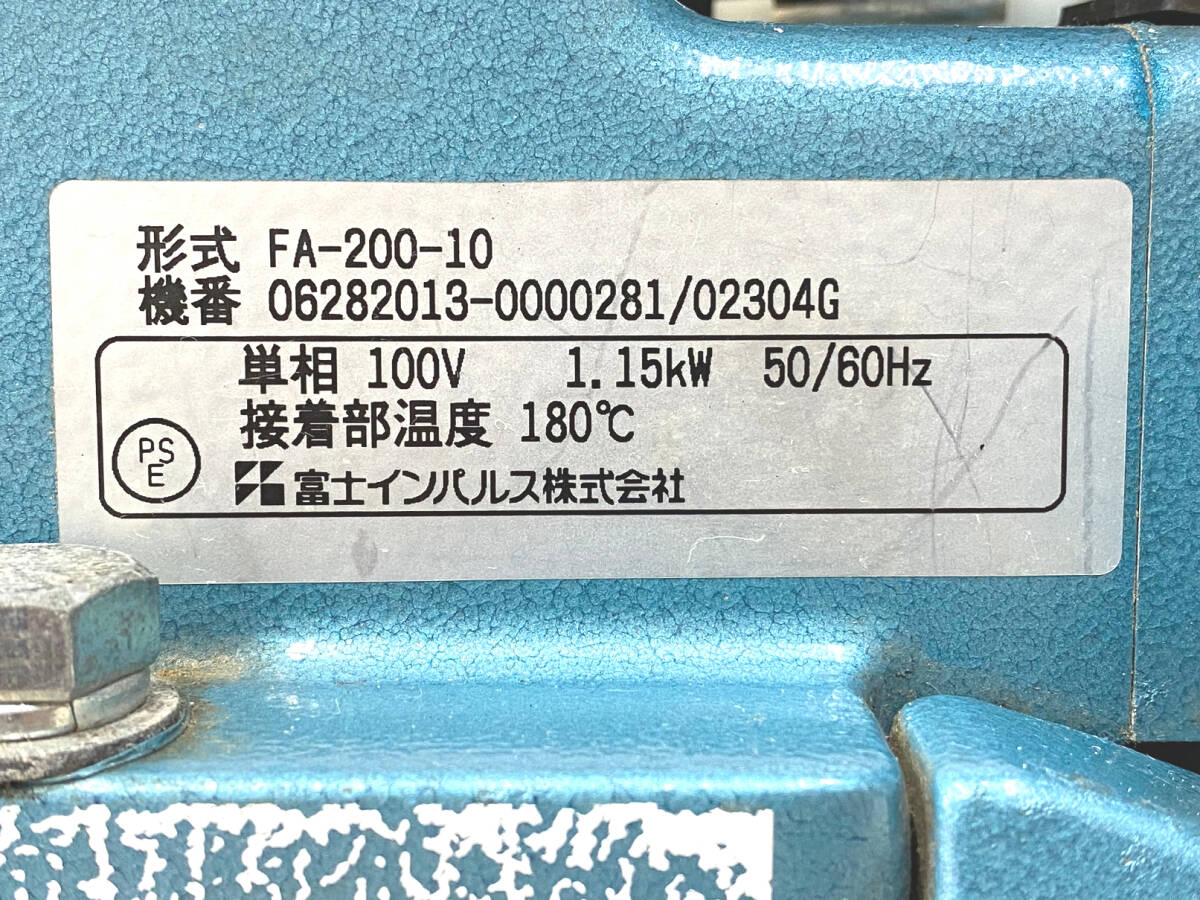 形式 FA-200-10
機番 06282013-0000281/02304G
単相 100V 1.15kW 50/60Hz
接着部温度 180℃
PS
E
富士インパルス株式会社